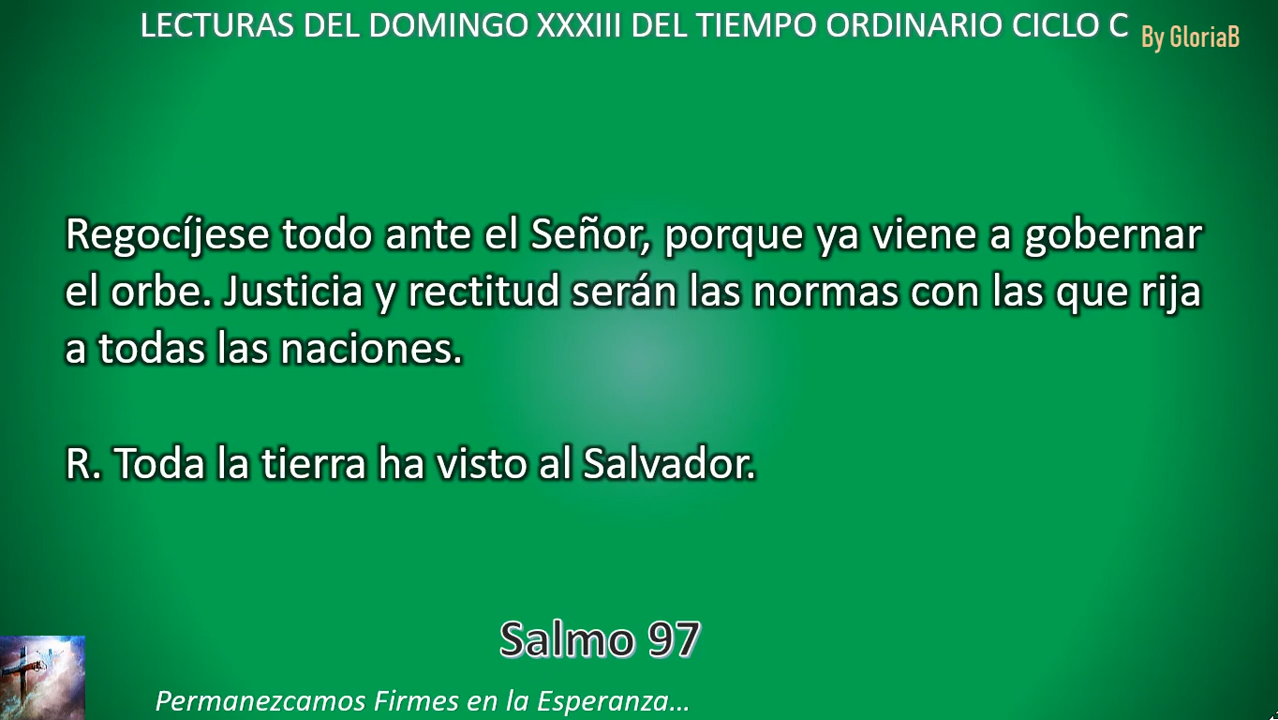 LECTURAS DEL DOMINGO XXXIII DEL TIEMPO ORDINARIO CICLO C
By GloriaB
Regocíjese todo ante el Señor, porque ya viene a gobernar
el orbe. Justicia y rectitud serán las normas con las que rija
a todas las naciones.
R. Toda la tierra ha visto al Salvador.
Salmo 97
Permanezcamos Firmes en la Esperanza...